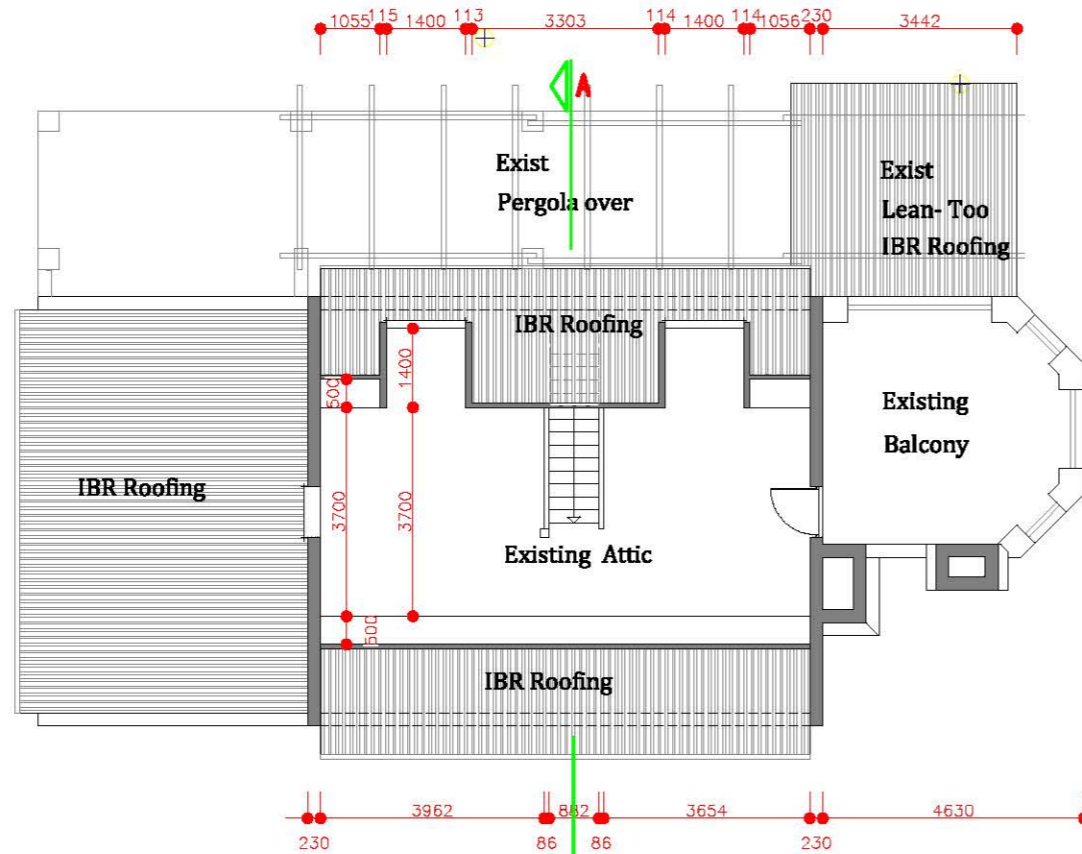 1055 115 1400 113 3303 114 1400 114 1056 230 3442
A
Exist
Pergola over
Exist
Lean- Too
IBR Roofing
IBR Roofing
1400
500
Existing
Balcony
IBR Roofing
3700
3700
Existing Attic
500
IBR Roofing
3962 882 3654 4630
230 86 86 230